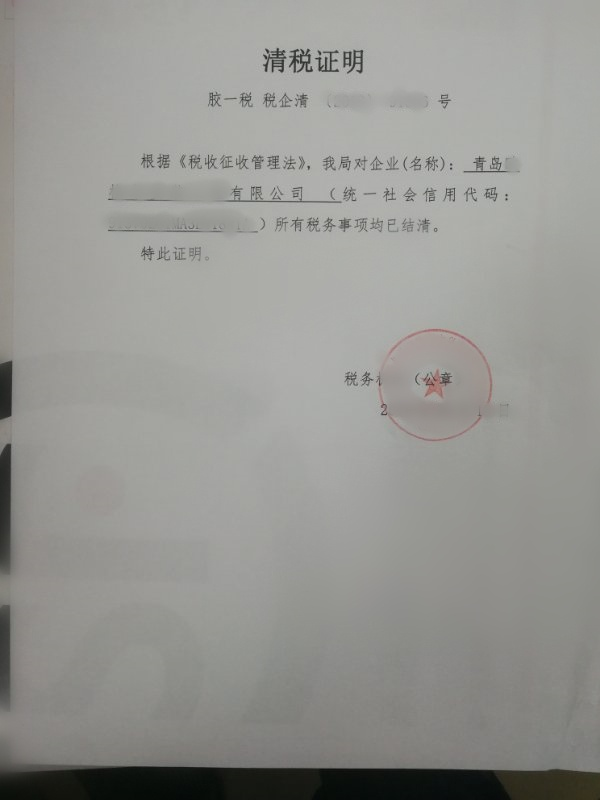 清税证明
胶一税 税企清 号
根据《税收征收管理法》，我局对企业(名称)：青岛
有限公司 （统一社会信用代码：
）所有税务事项均已结清。
特此证明。
税务 （公章
2